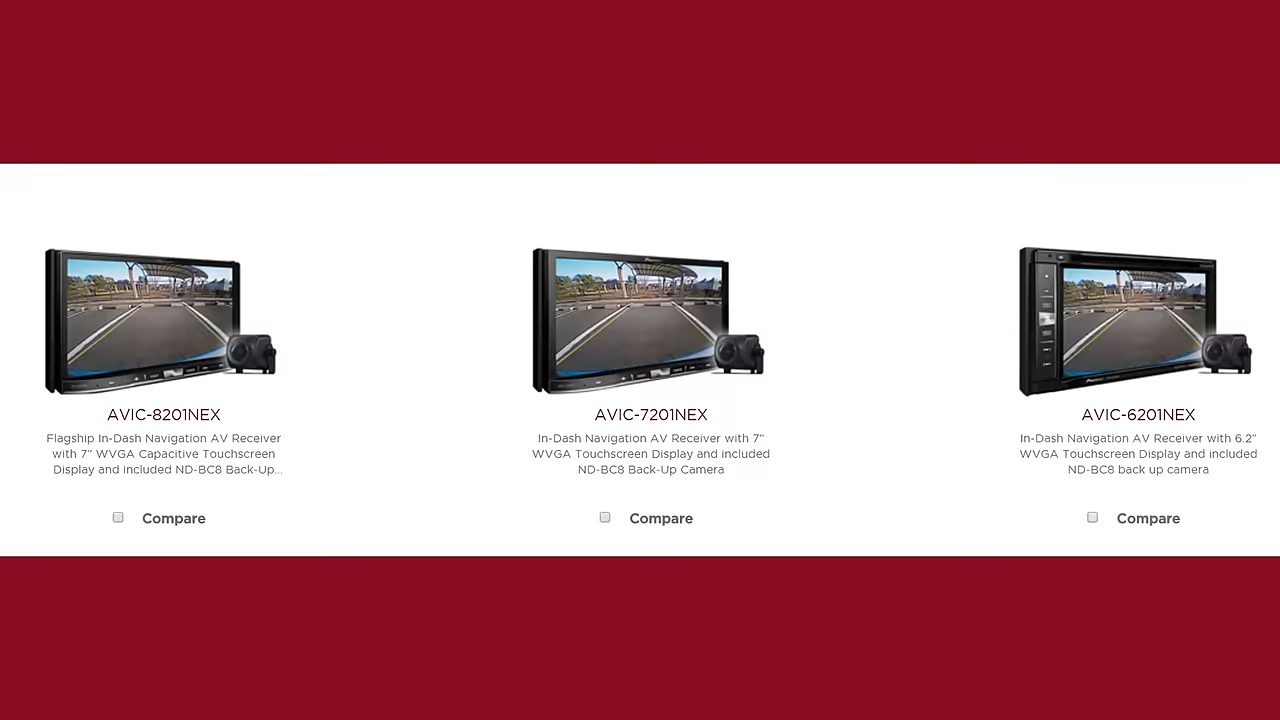 AVIC-8201NEX
Flagship In-Dash Navigation AV Receiver
with 7" WVGA Capacitive Touchscreen
Display and included ND-BC8 Back-Up...
Compare
AVIC-7201NEX
In-Dash Navigation AV Receiver with 7"
WVGA Touchscreen Display and included
ND-BC8 Back-Up Camera
Compare
AVIC-6201NEX
In-Dash Navigation AV Receiver with 6.2"
WVGA Touchscreen Display and included
ND-BC8 back up camera
Compare